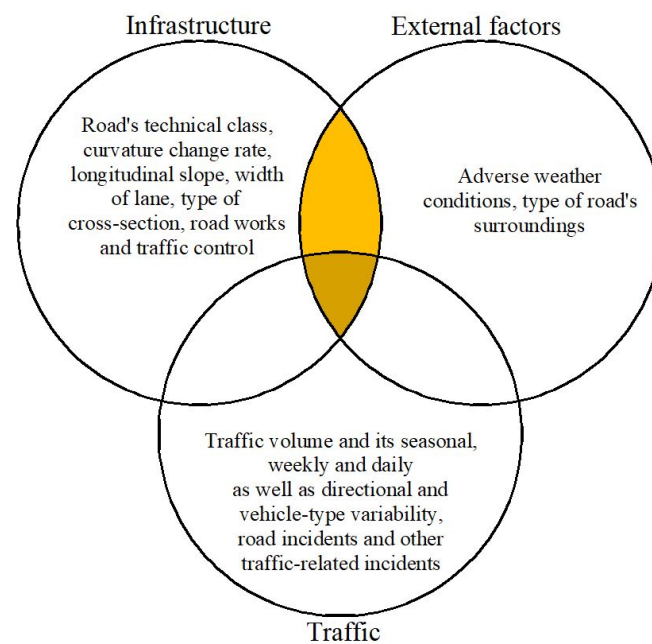 Infrastructure
External factors
Road's technical class,
curvature change rate,
longitudinal slope, width
of lane, type of
cross-section, road works
and traffic control
Adverse weather
conditions, type of road's
surroundings
Traffic volume and its seasonal,
weekly and daily
as well as directional and
vehicle-type variability,
road incidents and other
traffic-related incidents
Traffic